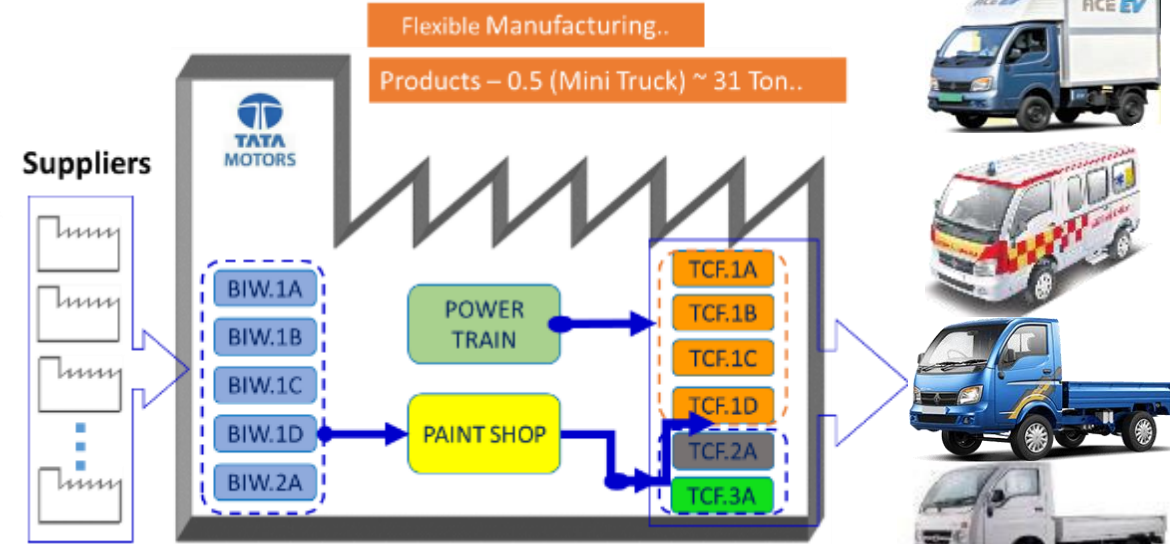 Flexible Manufacturing..
Products – 0.5 (Mini Truck) ~ 31 Ton..
ACE EV
TATA
MOTORS
Suppliers
BIW.1A
BIW.1B
BIW.1C
BIW.1D
BIW.2A
POWER
TRAIN
PAINT SHOP
TCF.1A
TCF.1B
TCF.1C
TCF.1D
TCF.2A
TCF.3A